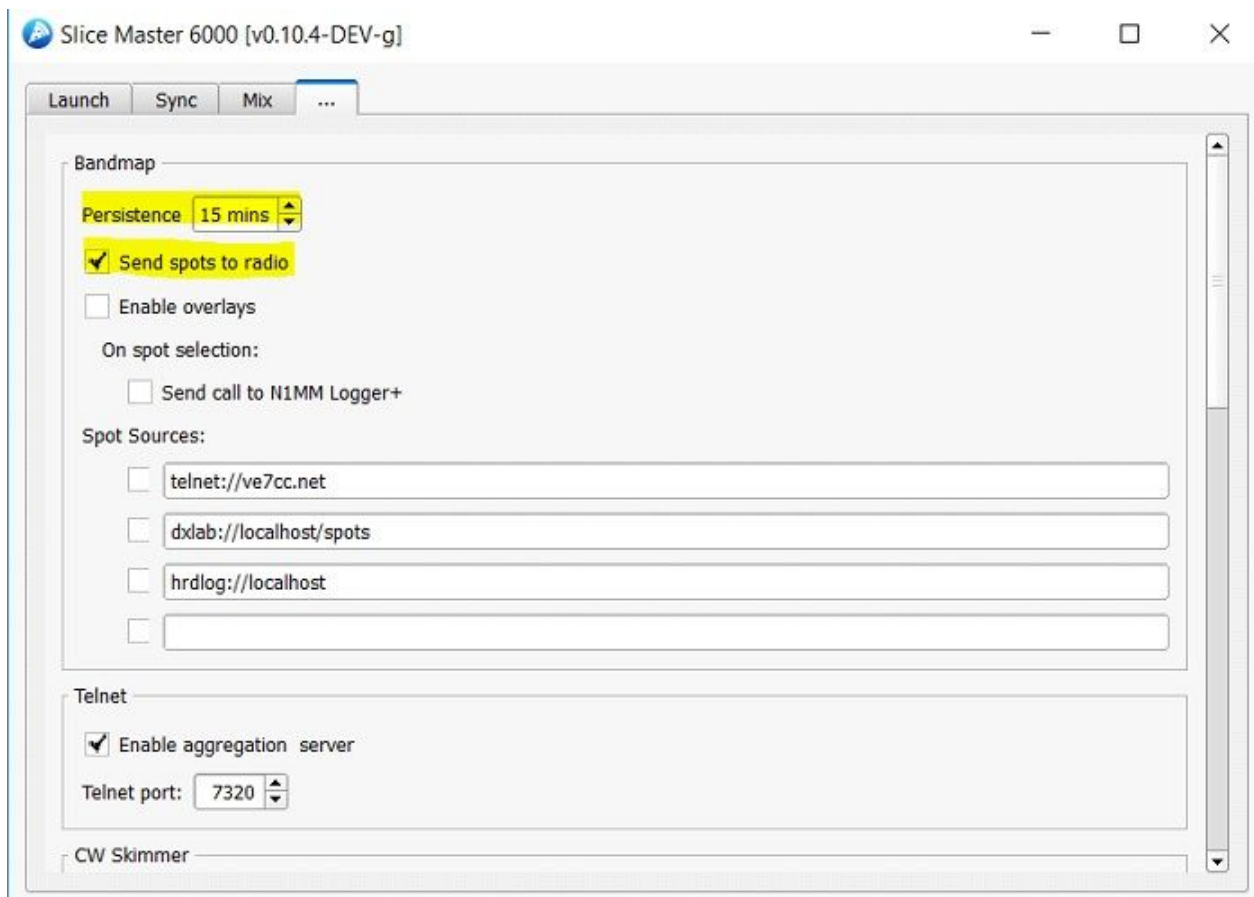 Slice Master 6000 [v0.10.4-DEV-g]
Launch Sync Mix ...
Bandmap
Persistence 15 mins
Send spots to radio
Enable overlays
On spot selection:
Send call to N1MM Logger+
Spot Sources:
telnet://ve7cc.net
dxlab://localhost/spots
hrdlog://localhost
Telnet
Enable aggregation server
Telnet port: 7320
CW Skimmer